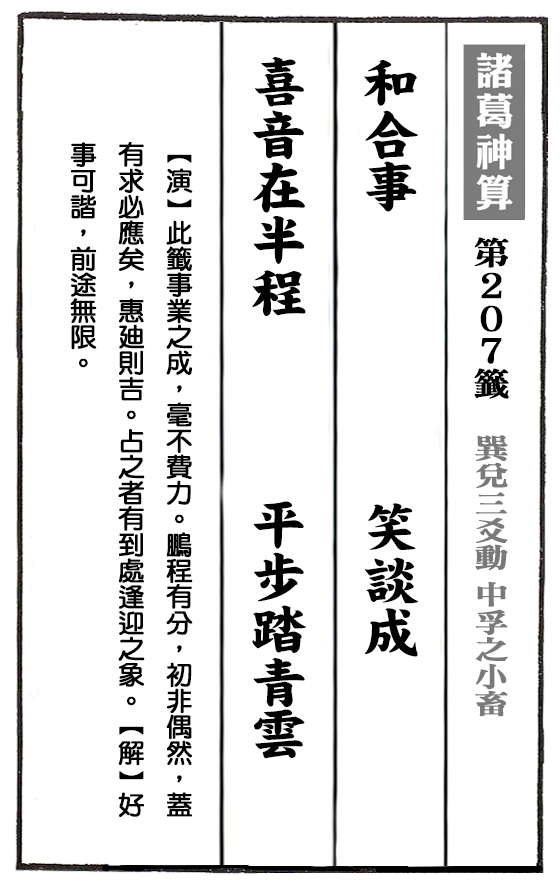 諸葛神算 第207籤 巽兌三爻動 中孚之小畜
和合事 笑談成
喜音在半程 平步踏青雲
【演】此籤事業之成，毫不費力。鵬程有分，初非偶然，蓋
有求必應矣，惠廸則吉。占之者有到處逢迎之象。【解】好
事可諧，前途無限。